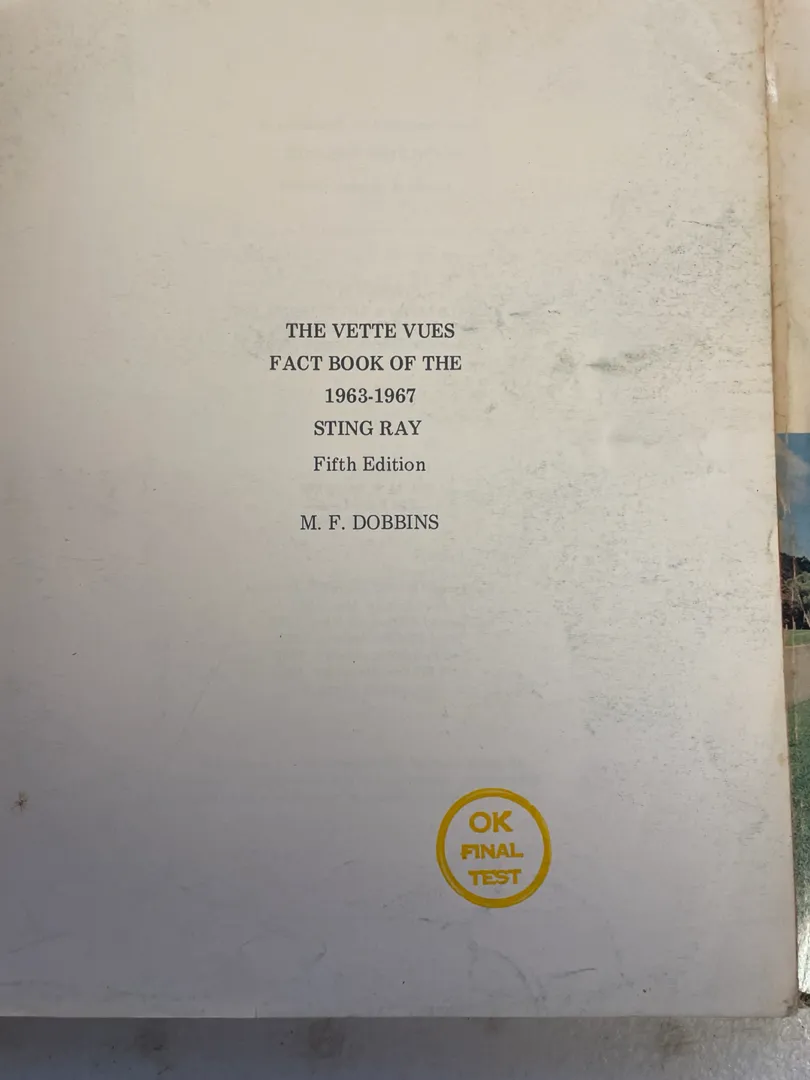 THE VETTE VUES
FACT BOOK OF THE
1963-1967
STING RAY
Fifth Edition
M. F. DOBBINS
OK
FINAL
TEST